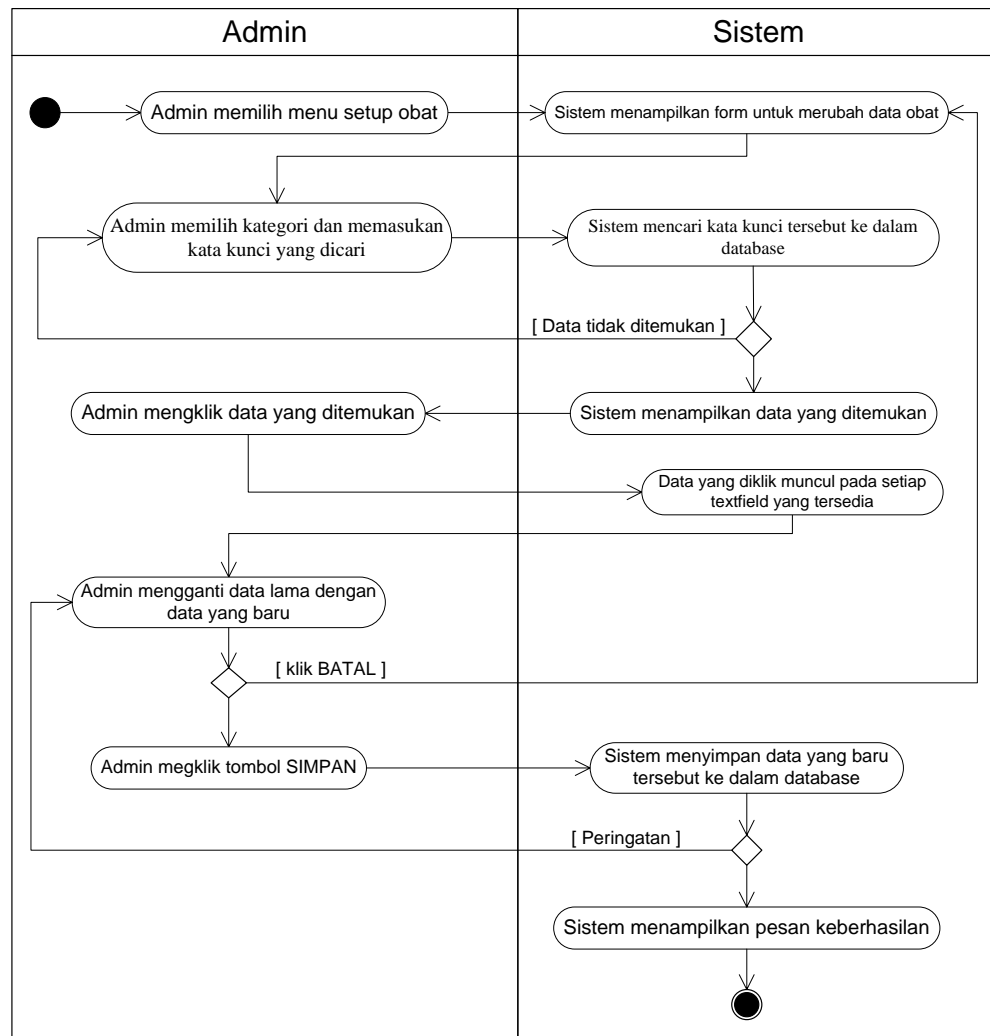 Admin
Sistem
Admin memilih menu setup obat
Sistem menampilkan form untuk merubah data obat
Admin memilih kategori dan memasukan
kata kunci yang dicari
Sistem mencari kata kunci tersebut ke dalam
database
[ Data tidak ditemukan ]
Admin mengklik data yang ditemukan
Sistem menampilkan data yang ditemukan
Data yang diklik muncul pada setiap
textfield yang tersedia
Admin mengganti data lama dengan
data yang baru
[ klik BATAL ]
Admin megklik tombol SIMPAN
Sistem menyimpan data yang baru
tersebut ke dalam database
[ Peringatan ]
Sistem menampilkan pesan keberhasilan